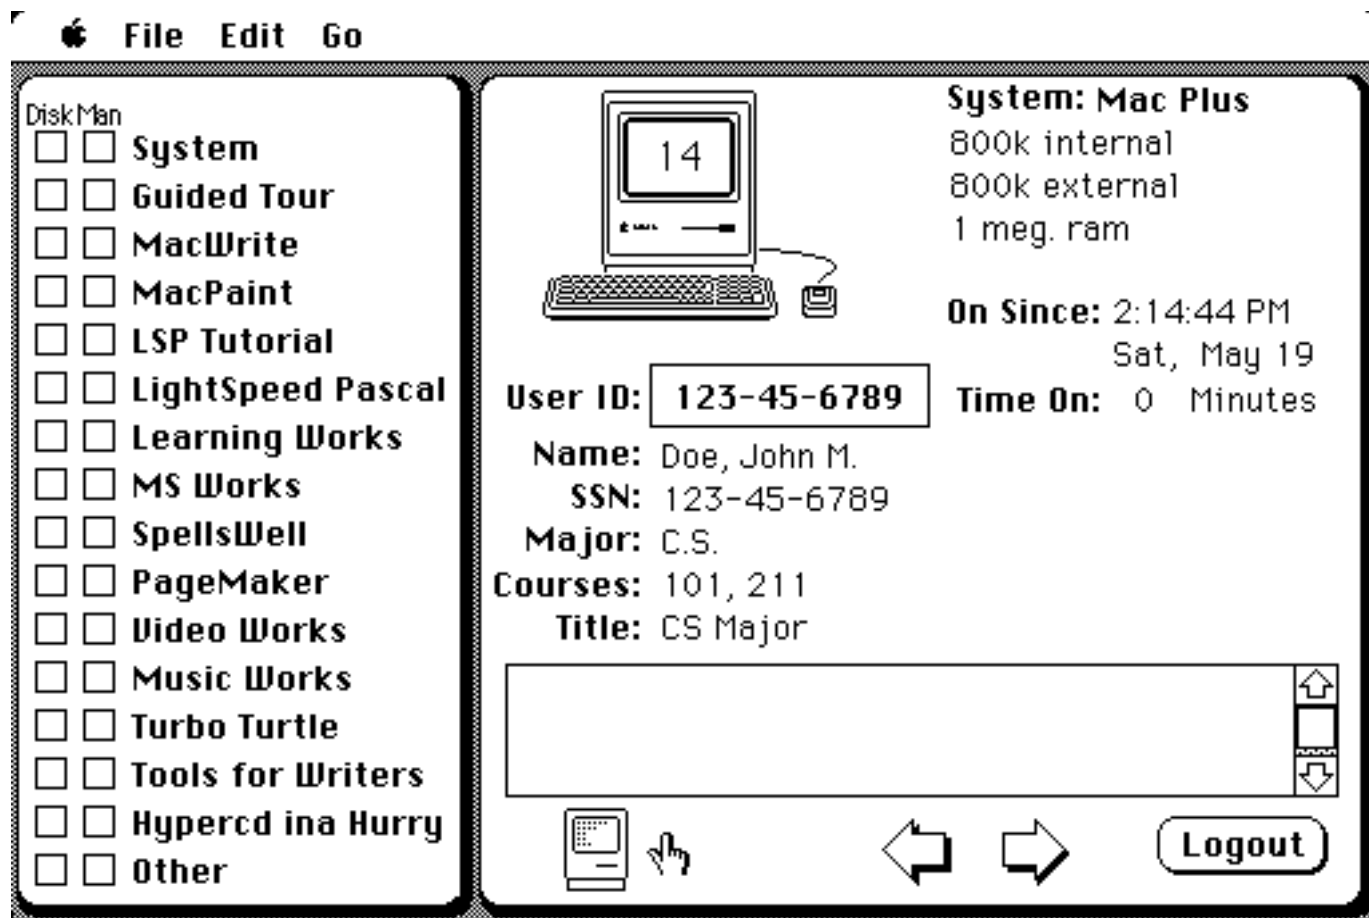 File Edit Go
Disk Man
System
Guided Tour
MacWrite
MacPaint
LSP Tutorial
LightSpeed Pascal
Learning Works
MS Works
SpellsWell
PageMaker
Video Works
Music Works
Turbo Turtle
Tools for Writers
Hypercd ina Hurry
Other
14
System: Mac Plus
800k internal
800k external
1 meg. ram
On Since: 2:14:44 PM
Sat, May 19
User ID: 123-45-6789
Time On: 0 Minutes
Name: Doe, John M.
SSN: 123-45-6789
Major: C.S.
Courses: 101, 211
Title: CS Major
Logout